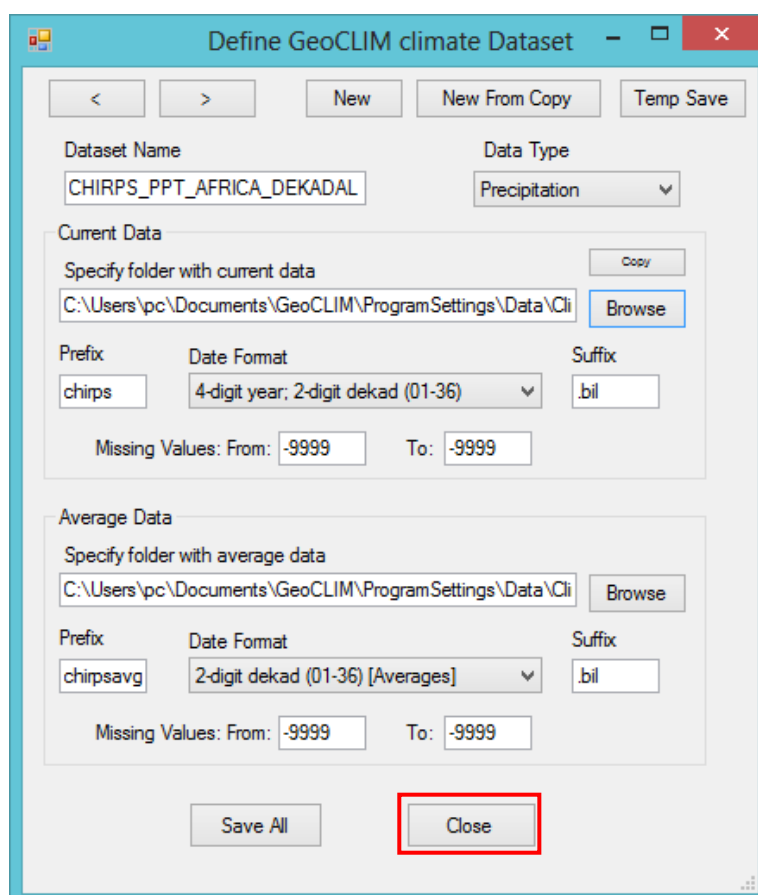 Define GeoCLIM climate Dataset
< > New New From Copy Temp Save
Dataset Name Data Type
CHIRPS_PPT_AFRICA_DEKADAL Precipitation
Current Data
Copy
Specify folder with current data
C:\Users\pc\Documents\GeoCLIM\ProgramSettings\Data\Cli Browse
Prefix Date Format Suffix
chirps 4-digit year; 2-digit dekad (01-36) .bil
Missing Values: From: -9999 To: -9999
Average Data
Specify folder with average data
C:\Users\pc\Documents\GeoCLIM\ProgramSettings\Data\Cli Browse
Prefix Date Format Suffix
chirpsavg 2-digit dekad (01-36) [Averages] .bil
Missing Values: From: -9999 To: -9999
Save All Close